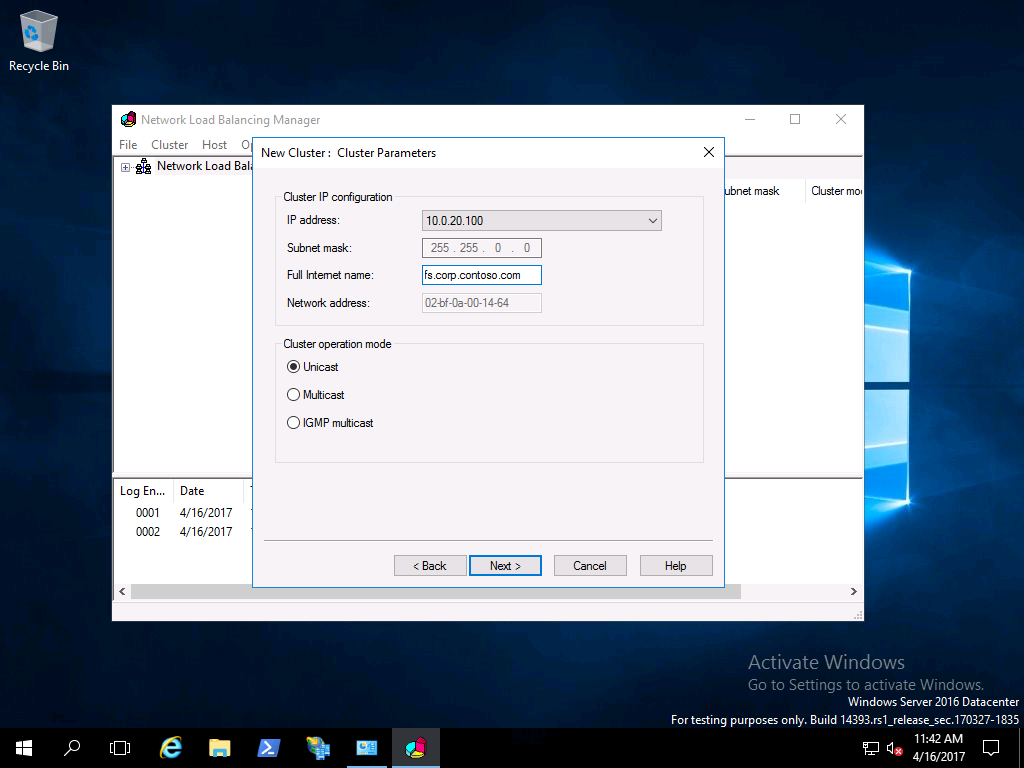 Recycle Bin
Network Load Balancing Manager
File Cluster Host
New Cluster : Cluster Parameters
Network Load
ubnet mask Cluster
Cluster IP configuration
IP address: 10.0.20.100
Subnet mask: 255 . 255 . 0 . 0
Full Internet name: fs.corp.contoso.com
Network address: 02-bf-0a-00-14-64
Cluster operation mode
Unicast
Multicast
IGMP multicast
Log En... Date
0001 4/16/2017
0002 4/16/2017
< Back Next > Cancel Help
Activate Windows
Go to Settings to activate Windows.
Windows Server 2016 Datacenter
For testing purposes only. Build 14393.rs1_release_sec.170327-1835
11:42 AM
4/16/2017